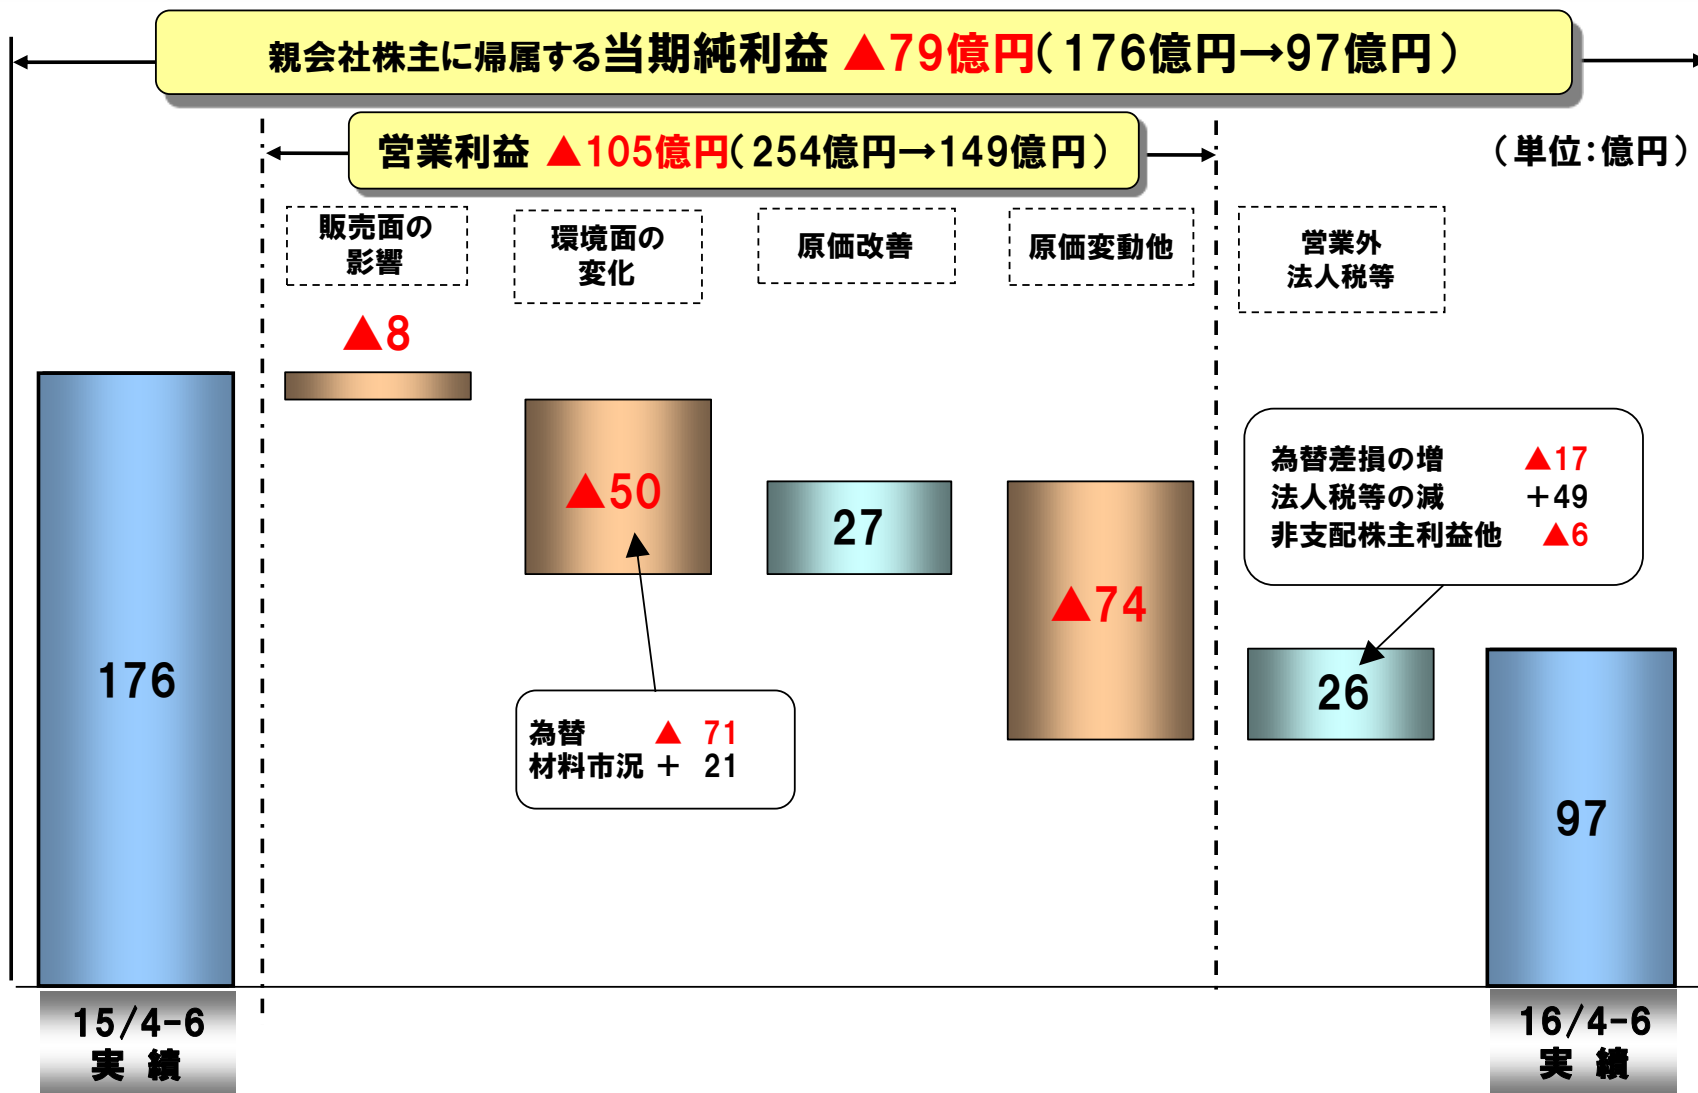 親会社株主に帰属する当期純利益 ▲79億円(176億円→97億円)
営業利益 ▲105億円(254億円→149億円)
(単位:億円)
販売面の
影響
環境面の
変化
原価改善
原価変動他
営業外
法人税等
▲8
▲50
27
▲74
為替差損の増 ▲17
法人税等の減 +49
非支配株主利益他 ▲6
176
26
為替 ▲ 71
材料市況 + 21
97
15/4-6
実 績
16/4-6
実 績